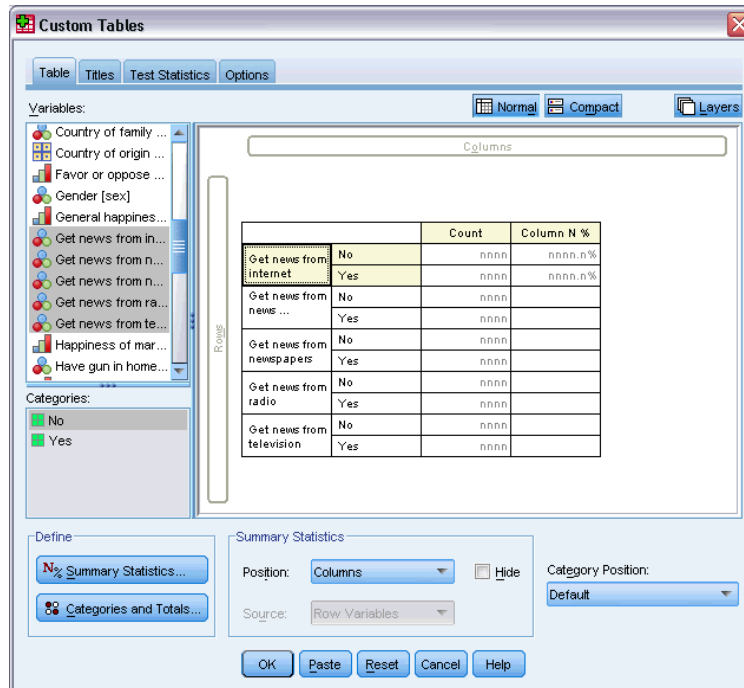 Custom Tables
Table Titles Test Statistics Options
Variables:
Normal Compact Layers
Country of family ...
Country of origin ...
Favor or oppose ...
Gender [sex]
General happines...
Get news from in...
Get news from n...
Get news from n...
Get news from ra...
Get news from te...
Happiness of mar...
Have gun in home...
Categories:
No
Yes
Columns
Rows
Count Column N %
Get news from internet No nnnn nnnn.n%
Yes nnnn nnnn.n%
Get news from news ... No nnnn
Yes nnnn
Get news from newspapers No nnnn
Yes nnnn
Get news from radio No nnnn
Yes nnnn
Get news from television No nnnn
Yes nnnn
Define
N% Summary Statistics...
Categories and Totals...
Summary Statistics
Position: Columns Hide
Source: Row Variables
Category Position:
Default
OK Paste Reset Cancel Help